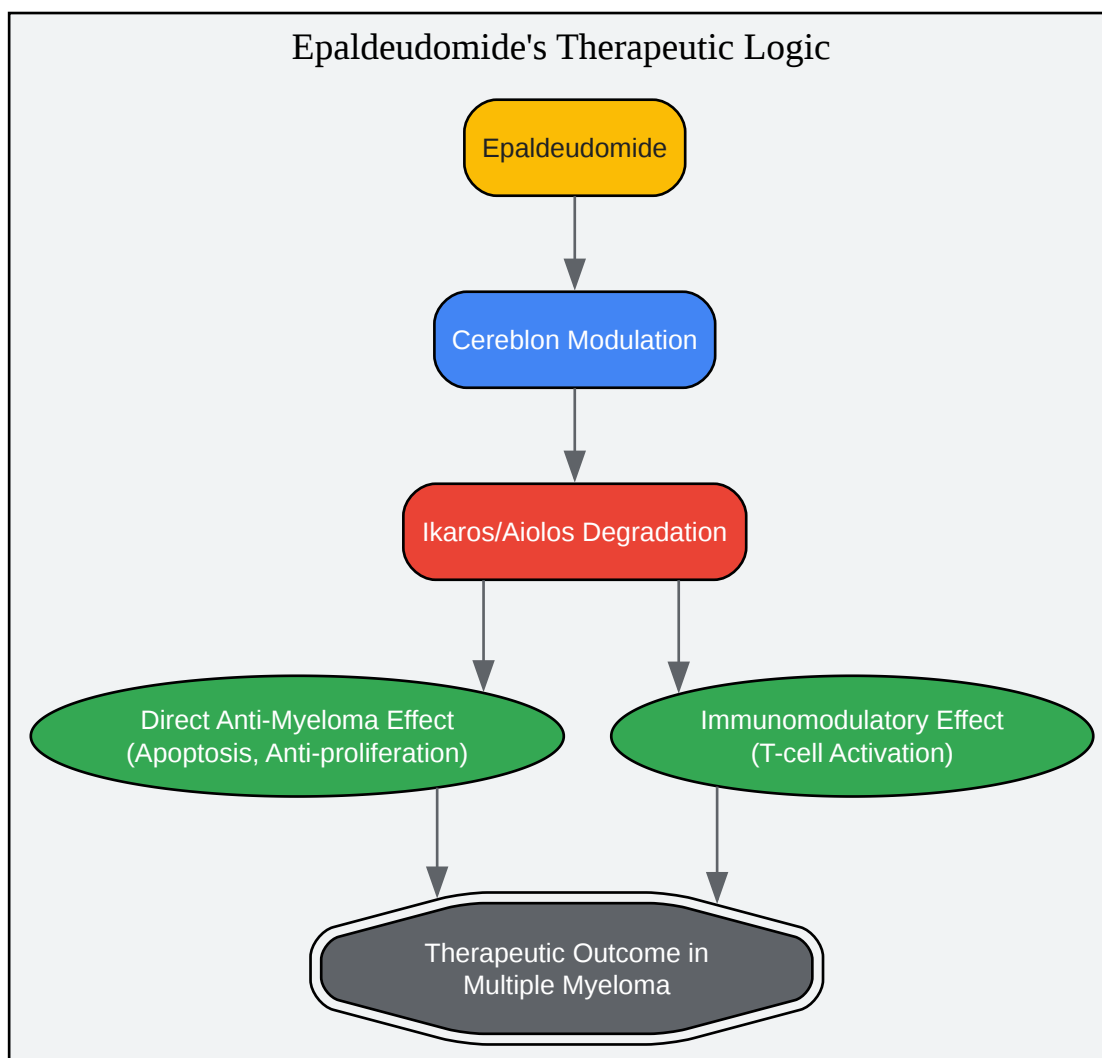 Epaldeudomide's Therapeutic Logic
Epaldeudomide
Cereblon Modulation
Ikaros/Aiolos Degradation
Direct Anti-Myeloma Effect
(Apoptosis, Anti-proliferation)
Immunomodulatory Effect
(T-cell Activation)
Therapeutic Outcome in
Multiple Myeloma